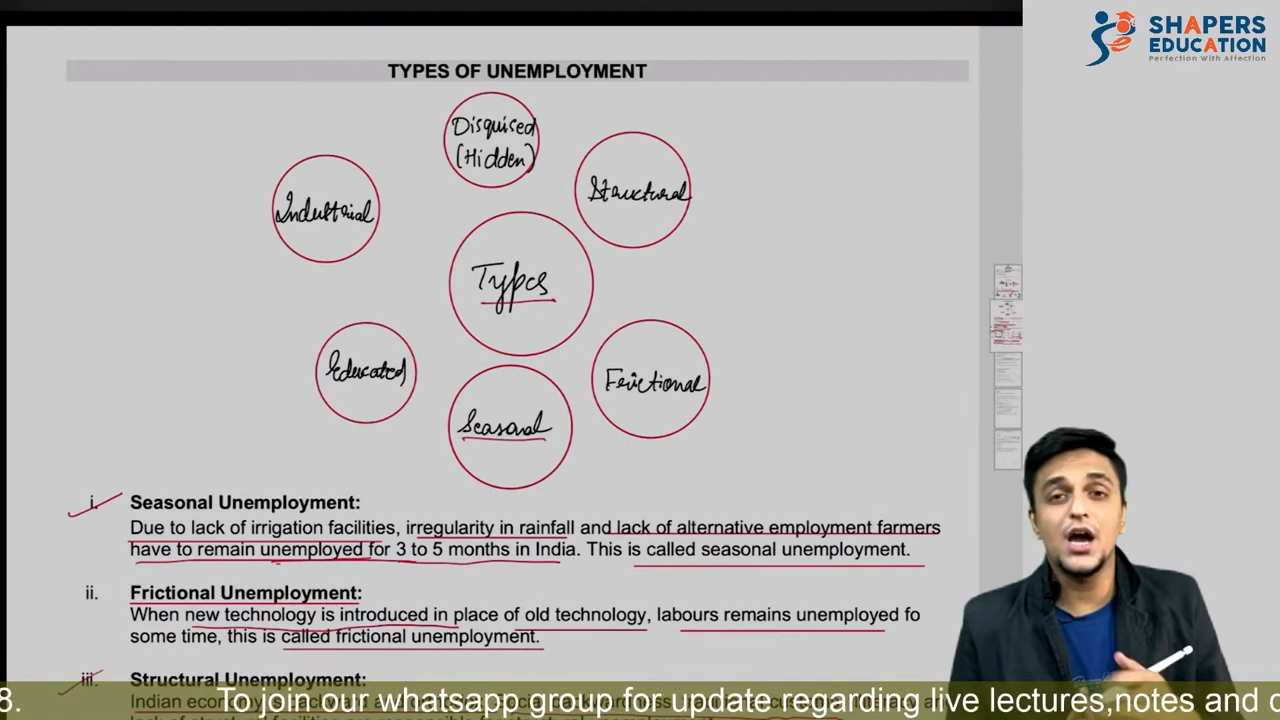 SHAPERS
EDUCATION
Perfection With Affection
TYPES OF UNEMPLOYMENT
Disquised
(Hidden)
Structural
Industrial
Types
Educated
Frictional
Seasonal
i. Seasonal Unemployment:
Due to lack of irrigation facilities, irregularity in rainfall and lack of alternative employment farmers
have to remain unemployed for 3 to 5 months in India. This is called seasonal unemployment.
ii. Frictional Unemployment:
When new technology is introduced in place of old technology, labours remains unemployed fo
some time, this is called frictional unemployment.
iii. Structural Unemployment:
Indian economy
8. To join our whatsapp group for update regarding live lectures,notes and